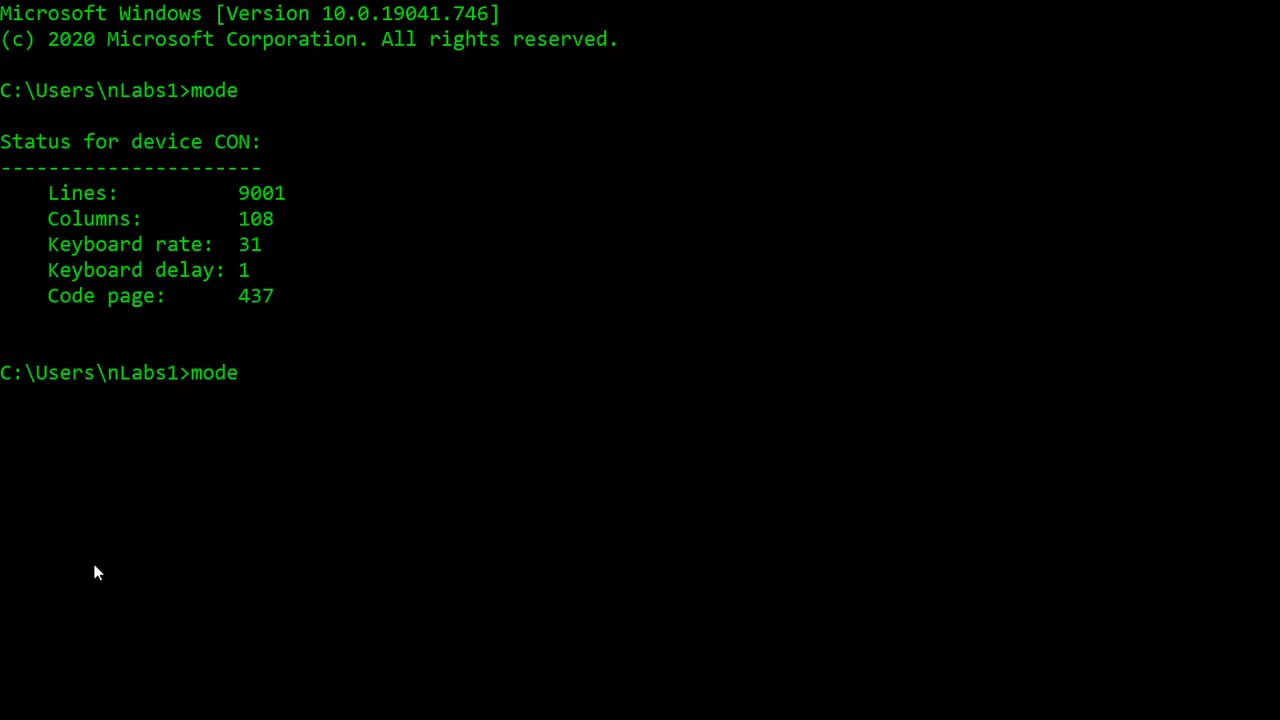 Microsoft Windows [Version 10.0.19041.746]
(c) 2020 Microsoft Corporation. All rights reserved.
C:\Users\nLabs1>mode
Status for device CON:
----------------------
    Lines:          9001
    Columns:        108
    Keyboard rate:  31
    Keyboard delay: 1
    Code page:      437
C:\Users\nLabs1>mode